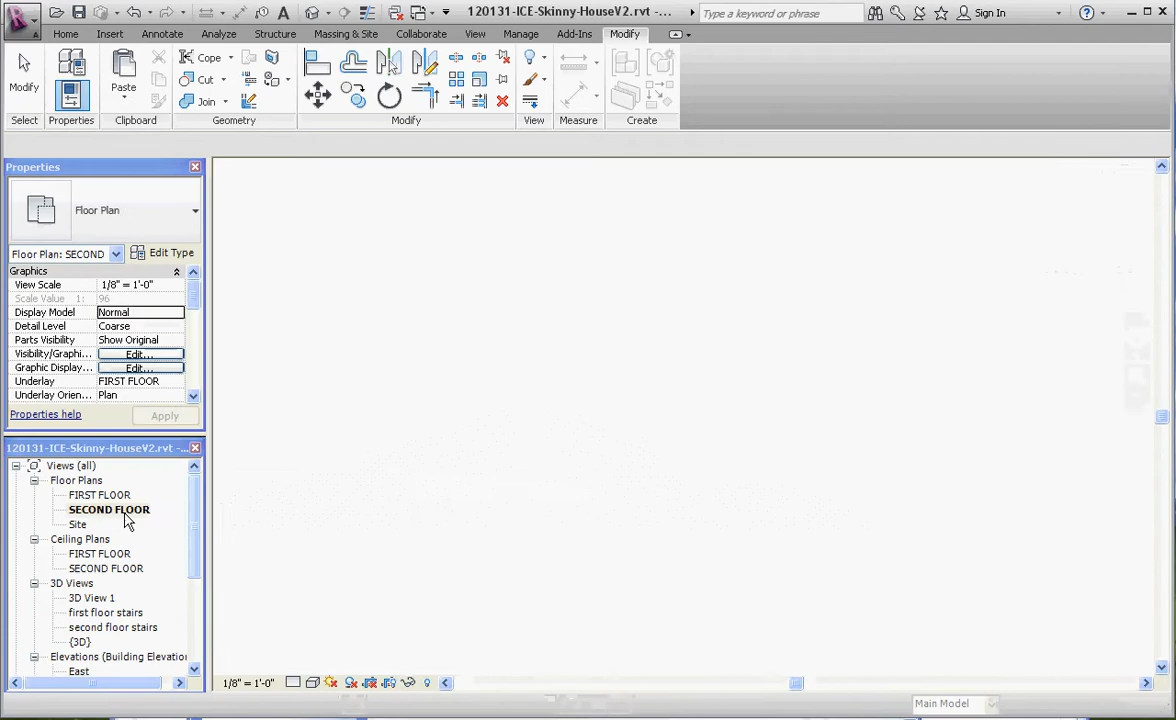 120131-ICE-Skinny-HouseV2.rvt -...
Type a keyword or phrase
Sign In
Home Insert Annotate Analyze Structure Massing & Site Collaborate View Manage Add-Ins Modify
Modify
Paste
Cope
Cut
Join
Select Properties Clipboard Geometry Modify View Measure Create
Properties
Floor Plan
Floor Plan: SECOND Edit Type
Graphics
View Scale 1/8" = 1'-0"
Scale Value 1: 96
Display Model Normal
Detail Level Coarse
Parts Visibility Show Original
Visibility/Graphi... Edit...
Graphic Display... Edit...
Underlay FIRST FLOOR
Underlay Orien... Plan
Properties help Apply
120131-ICE-Skinny-HouseV2.rvt -...
Views (all)
Floor Plans
FIRST FLOOR
SECOND FLOOR
Site
Ceiling Plans
FIRST FLOOR
SECOND FLOOR
3D Views
3D View 1
first floor stairs
second floor stairs
{3D}
Elevations (Building Elevation
East
1/8" = 1'-0"
Main Model